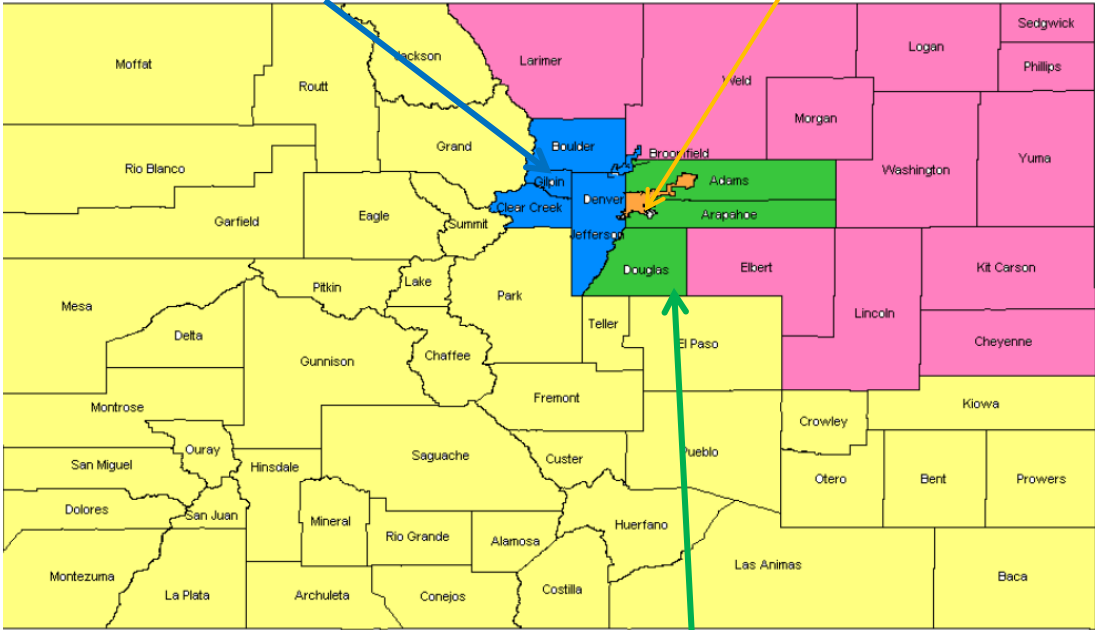 Sedgwick
Jackson
Logan
Larimer
Moffat
Phillips
Weld
Routt
Morgan
Grand
Boulder
Broomfield
Yuma
Rio Blanco
Washington
Gilpin
Adams
Denver
Clear Creek
Eagle
Arapahoe
Garfield
Summit
Jefferson
Douglas
Elbert
Kit Carson
Lake
Pitkin
Park
Mesa
Lincoln
Teller
Delta
El Paso
Cheyenne
Chaffee
Gunnison
Fremont
Kiowa
Montrose
Crowley
Ouray
Pueblo
Saguache
Custer
San Miguel
Hinsdale
Otero
Bent
Prowers
Dolores
San Juan
Mineral
Huerfano
Rio Grande
Alamosa
Las Animas
Montezuma
Baca
Costilla
La Plata
Archuleta
Conejos